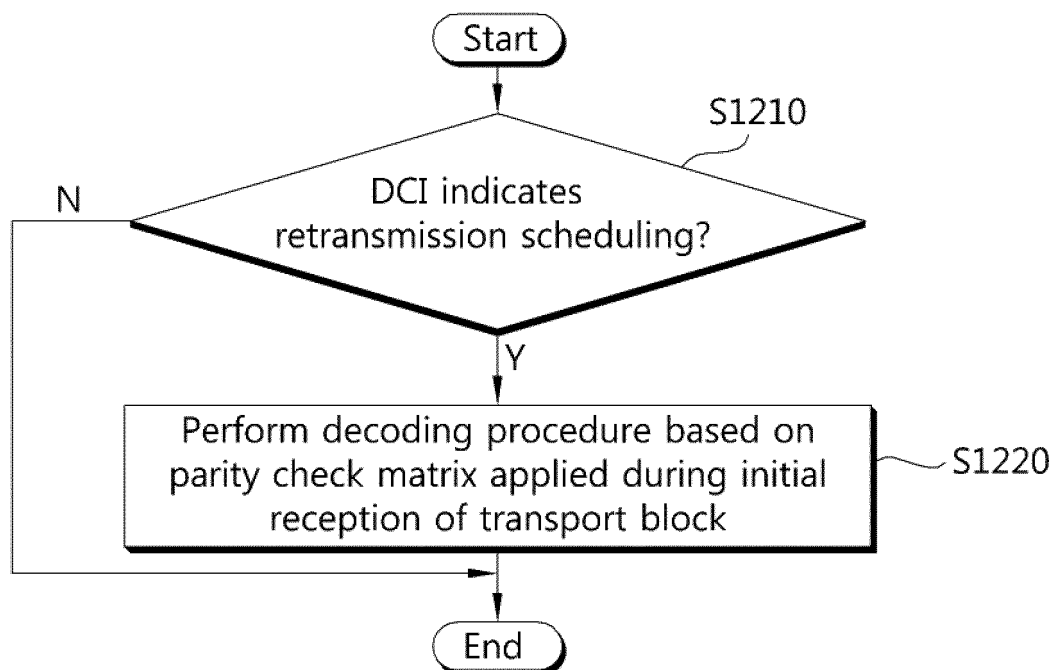 Start
S1210
DCI indicates
retransmission scheduling?
N
Y
Perform decoding procedure based on
parity check matrix applied during initial
reception of transport block
S1220
End